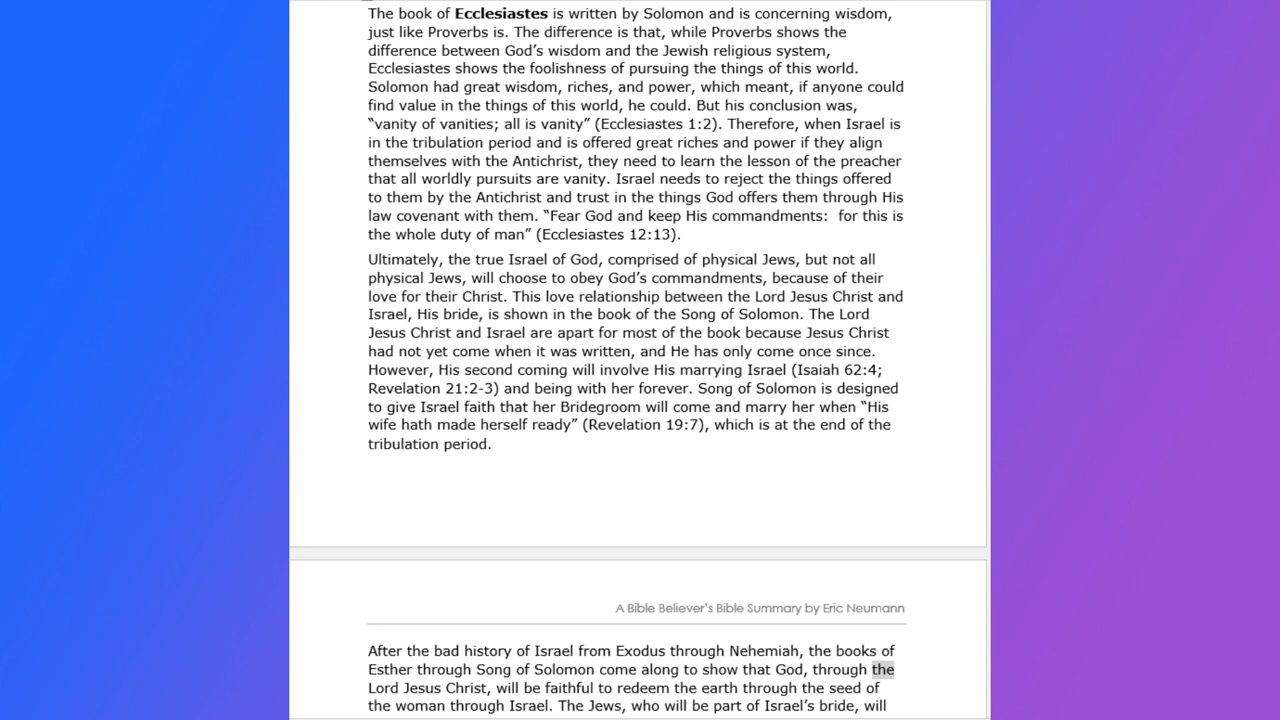 The book of Ecclesiastes is written by Solomon and is concerning wisdom,
just like Proverbs is. The difference is that, while Proverbs shows the
difference between God’s wisdom and the Jewish religious system,
Ecclesiastes shows the foolishness of pursuing the things of this world.
Solomon had great wisdom, riches, and power, which meant, if anyone could
find value in the things of this world, he could. But his conclusion was,
“vanity of vanities; all is vanity” (Ecclesiastes 1:2). Therefore, when Israel is
in the tribulation period and is offered great riches and power if they align
themselves with the Antichrist, they need to learn the lesson of the preacher
that all worldly pursuits are vanity. Israel needs to reject the things offered
to them by the Antichrist and trust in the things God offers them through His
law covenant with them. “Fear God and keep His commandments:  for this is
the whole duty of man” (Ecclesiastes 12:13).
Ultimately, the true Israel of God, comprised of physical Jews, but not all
physical Jews, will choose to obey God’s commandments, because of their
love for their Christ. This love relationship between the Lord Jesus Christ and
Israel, His bride, is shown in the book of the Song of Solomon. The Lord
Jesus Christ and Israel are apart for most of the book because Jesus Christ
had not yet come when it was written, and He has only come once since.
However, His second coming will involve His marrying Israel (Isaiah 62:4;
Revelation 21:2-3) and being with her forever. Song of Solomon is designed
to give Israel faith that her Bridegroom will come and marry her when “His
wife hath made herself ready” (Revelation 19:7), which is at the end of the
tribulation period.
A Bible Believer’s Bible Summary by Eric Neumann
After the bad history of Israel from Exodus through Nehemiah, the books of
Esther through Song of Solomon come along to show that God, through the
Lord Jesus Christ, will be faithful to redeem the earth through the seed of
the woman through Israel. The Jews, who will be part of Israel’s bride, will